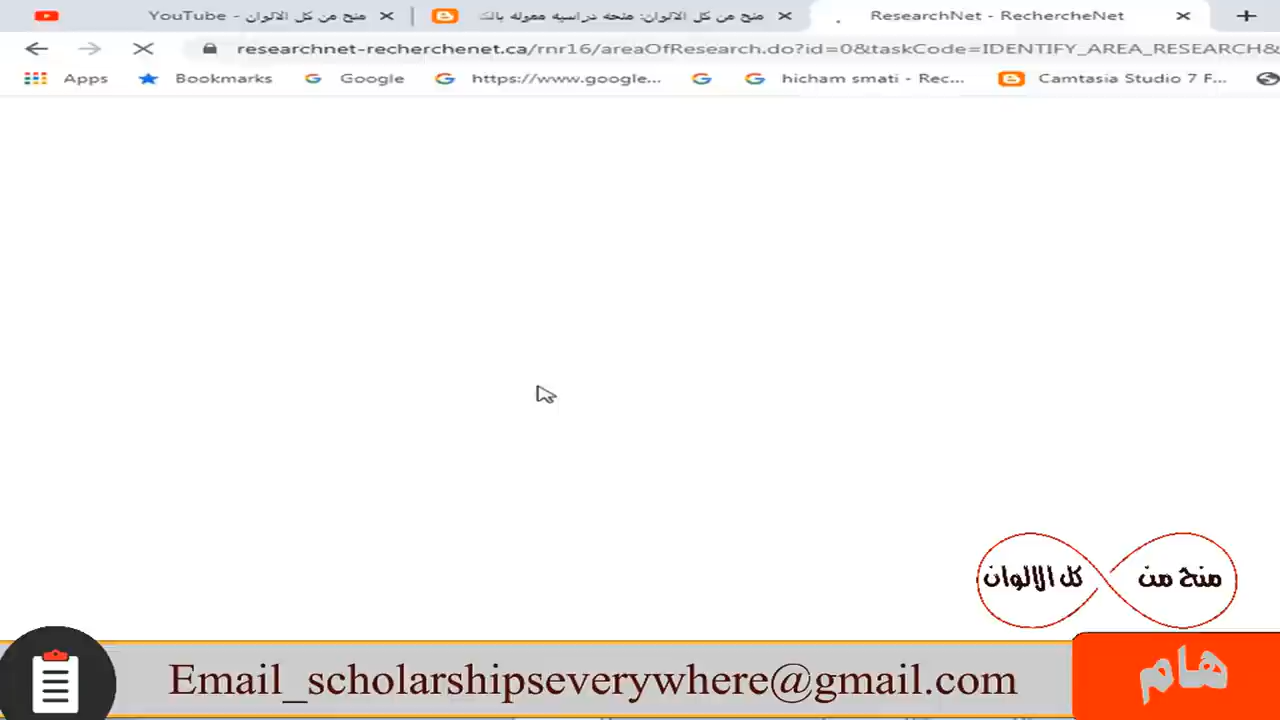 منح من كل الالوان - YouTube
منح من كل الالوان: منحه دراسيه ممولة بالك
ResearchNet - RechercheNet
researchnet-recherchenet.ca/rnr16/areaOfResearch.do?id=0&taskCode=IDENTIFY_AREA_RESEARCH&
Apps Bookmarks Google https://www.google... hicham smati - Rec... Camtasia Studio 7 F...
منح من كل الالوان
Email_scholarshipseverywhere@gmail.com
هام